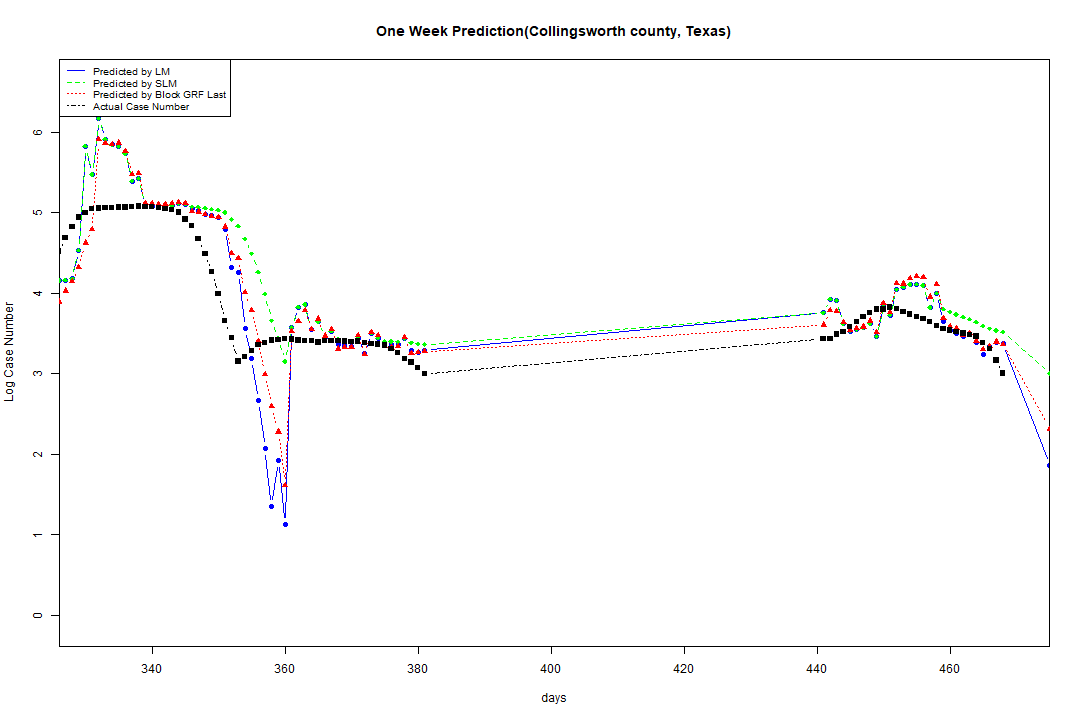 One Week Prediction(Collingsworth county, Texas)
Predicted by LM
Predicted by SLM
Predicted by Block GRF Last
Actual Case Number
Log Case Number
6
5
4
3
2
1
0
340 360 380 400 420 440 460
days